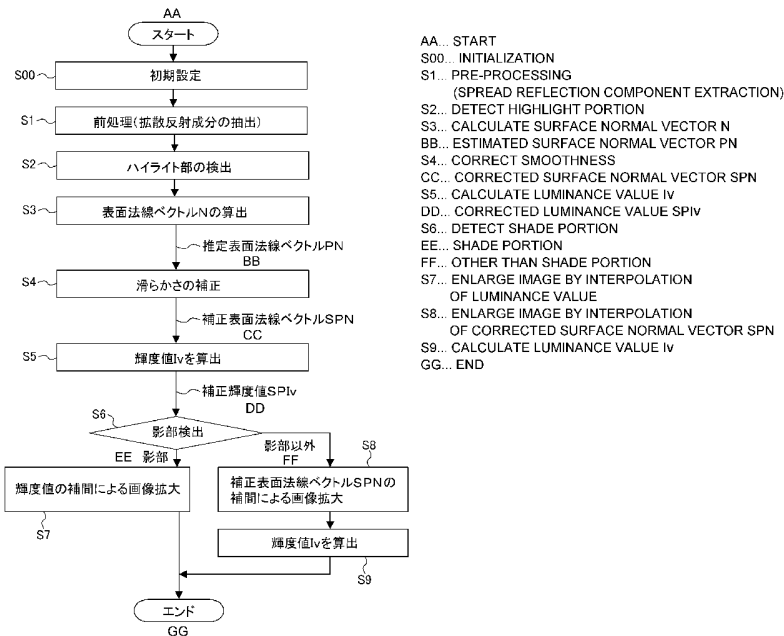 AA
スタート
S00
初期設定
S1
前処理(拡散反射成分の抽出)
S2
ハイライト部の検出
S3
表面法線ベクトルNの算出
推定表面法線ベクトルPN
BB
S4
滑らかさの補正
補正表面法線ベクトルSPN
CC
S5
輝度値Ivを算出
補正輝度値SPIv
DD
S6
影部検出
EE 影部
影部以外
FF
S8
輝度値の補間による画像拡大
S7
補正表面法線ベクトルSPNの
補間による画像拡大
輝度値Ivを算出
S9
エンド
GG
AA... START
S00... INITIALIZATION
S1... PRE-PROCESSING
(SPREAD REFLECTION COMPONENT EXTRACTION)
S2... DETECT HIGHLIGHT PORTION
S3... CALCULATE SURFACE NORMAL VECTOR N
BB... ESTIMATED SURFACE NORMAL VECTOR PN
S4... CORRECT SMOOTHNESS
CC... CORRECTED SURFACE NORMAL VECTOR SPN
S5... CALCULATE LUMINANCE VALUE Iv
DD... CORRECTED LUMINANCE VALUE SPIv
S6... DETECT SHADE PORTION
EE... SHADE PORTION
FF... OTHER THAN SHADE PORTION
S7... ENLARGE IMAGE BY INTERPOLATION
OF LUMINANCE VALUE
S8... ENLARGE IMAGE BY INTERPOLATION
OF CORRECTED SURFACE NORMAL VECTOR SPN
S9... CALCULATE LUMINANCE VALUE Iv
GG... END